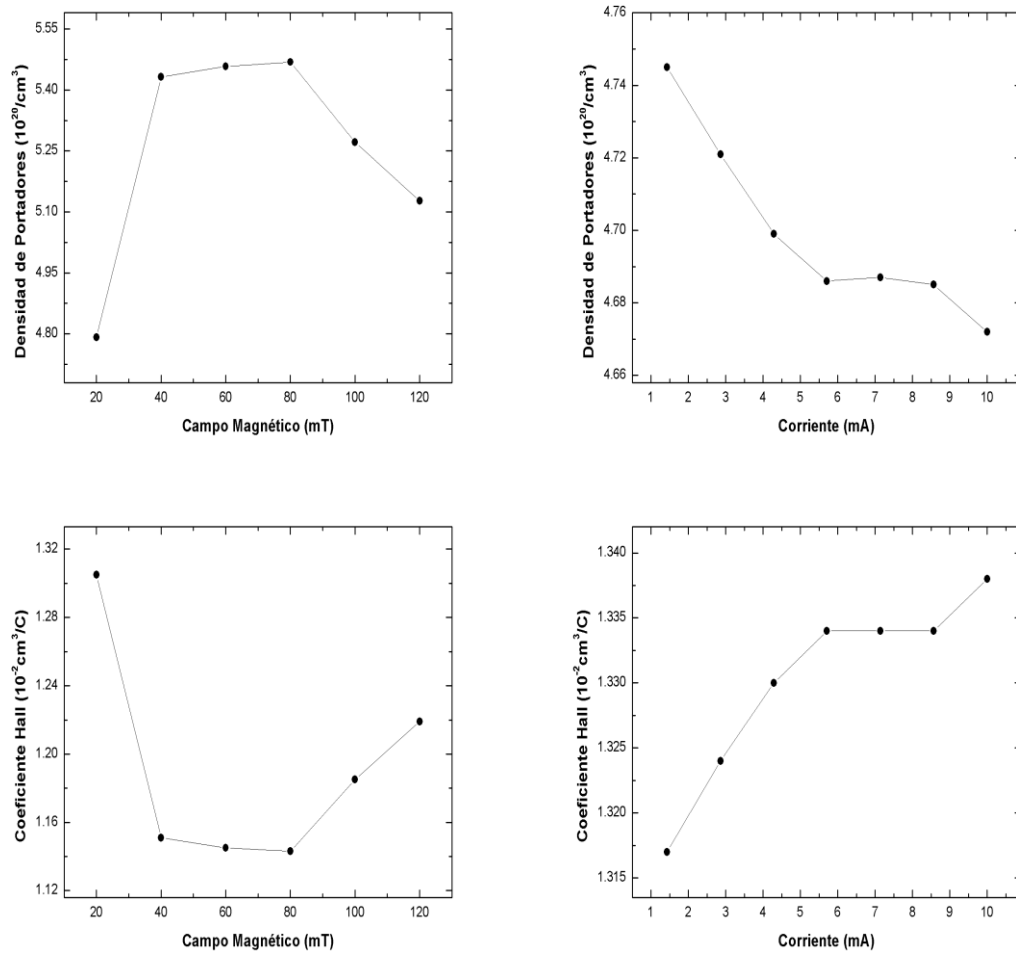 5.55
5.40
5.25
5.10
4.95
4.80
Densidad de Portadores (10²⁰/cm³)
20 40 60 80 100 120
Campo Magnético (mT)
4.76
4.74
4.72
4.70
4.68
4.66
Densidad de Portadores (10²⁰/cm³)
1 2 3 4 5 6 7 8 9 10
Corriente (mA)
1.32
1.28
1.24
1.20
1.16
1.12
Coeficiente Hall (10⁻²cm³/C)
20 40 60 80 100 120
Campo Magnético (mT)
1.340
1.335
1.330
1.325
1.320
1.315
Coeficiente Hall (10⁻²cm³/C)
1 2 3 4 5 6 7 8 9 10
Corriente (mA)